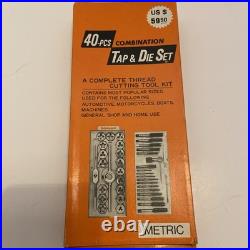 US $
59.50
40-PCS COMBINATION
TAP & DIE SET
A COMPLETE THREAD
CUTTING TOOL KIT
CONTAINS MOST POPULAR SIZES
USED FOR THE FOLLOWING
AUTOMOTIVE, MOTORCYCLES, BOATS,
MACHINES.
GENERAL SHOP AND HOME USE
METRIC